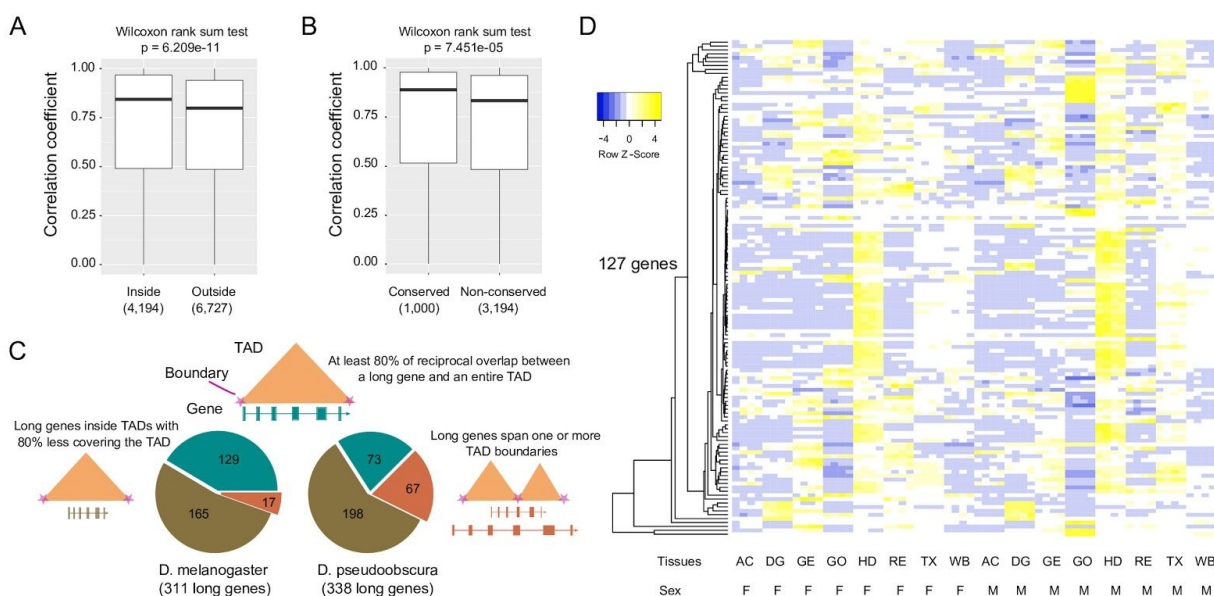 A
Wilcoxon rank sum test
p = 6.209e-11
Correlation coefficient
1.00
0.75
0.50
0.25
0.00
Inside
(4,194)
Outside
(6,727)
B
Wilcoxon rank sum test
p = 7.451e-05
Correlation coefficient
1.00
0.75
0.50
0.25
0.00
Conserved
(1,000)
Non-conserved
(3,194)
C
TAD
Boundary
Gene
At least 80% of reciprocal overlap between
a long gene and an entire TAD
Long genes inside TADs with
80% less covering the TAD
Long genes span one or more
TAD boundaries
129
17
165
73
67
198
D. melanogaster
(311 long genes)
D. pseudoobscura
(338 long genes)
D
-4 -2 0 2 4
Row Z-Score
127 genes
Tissues AC DG GE GO HD RE TX WB AC DG GE GO HD RE TX WB
Sex F F F F F F F F M M M M M M M M